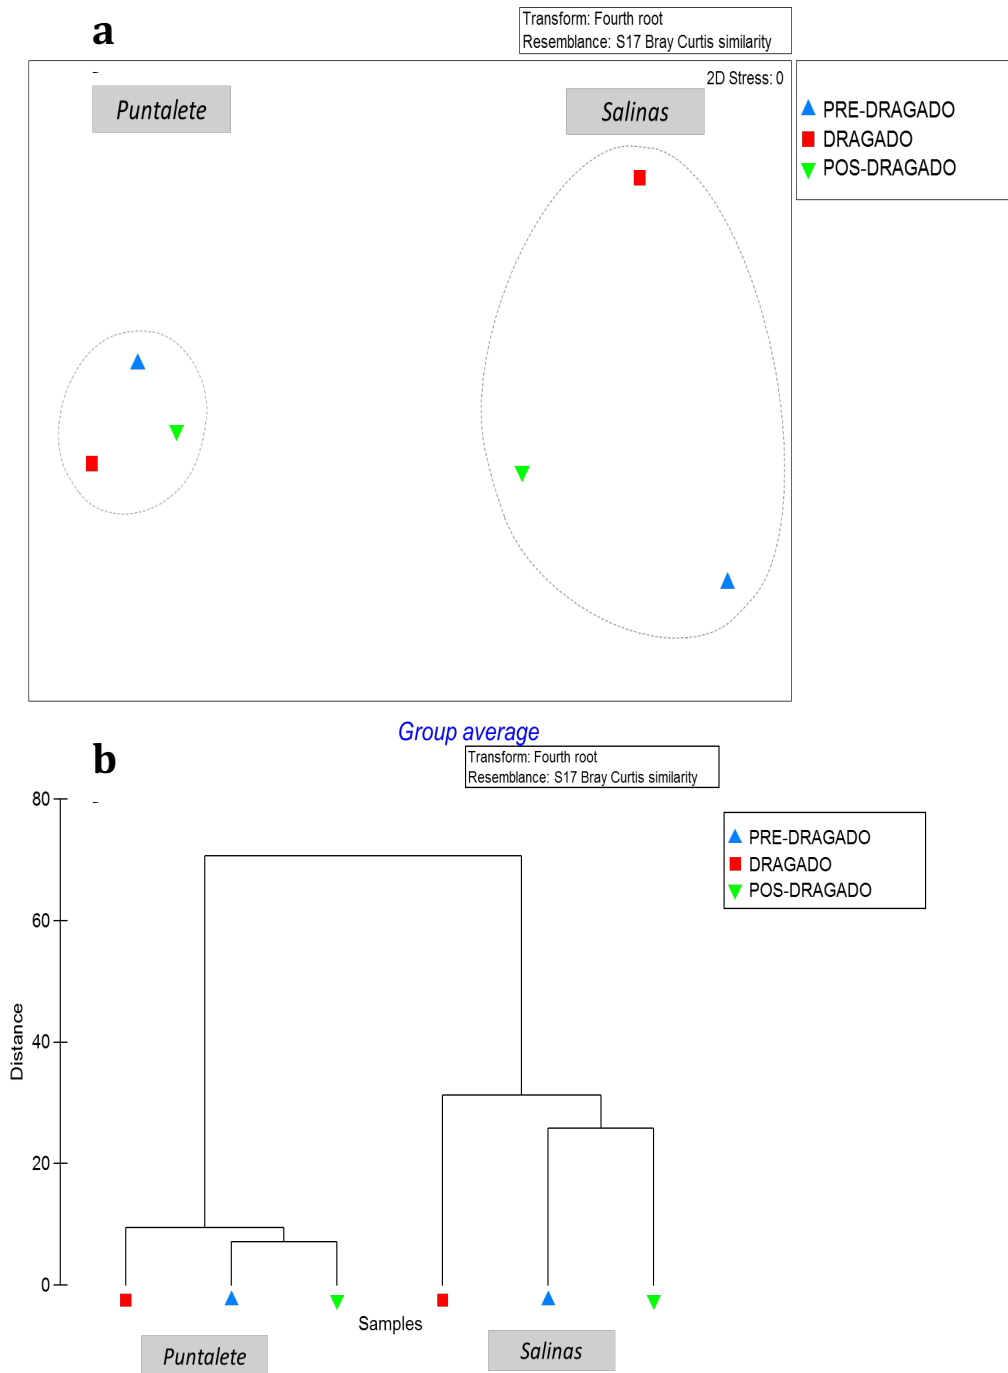 a
Transform: Fourth root
Resemblance: S17 Bray Curtis similarity
2D Stress: 0
Puntalete
Salinas
PRE-DRAGADO
DRAGADO
POS-DRAGADO
Group average
b
Transform: Fourth root
Resemblance: S17 Bray Curtis similarity
PRE-DRAGADO
DRAGADO
POS-DRAGADO
80
60
40
20
0
Distance
Samples
Puntalete
Salinas